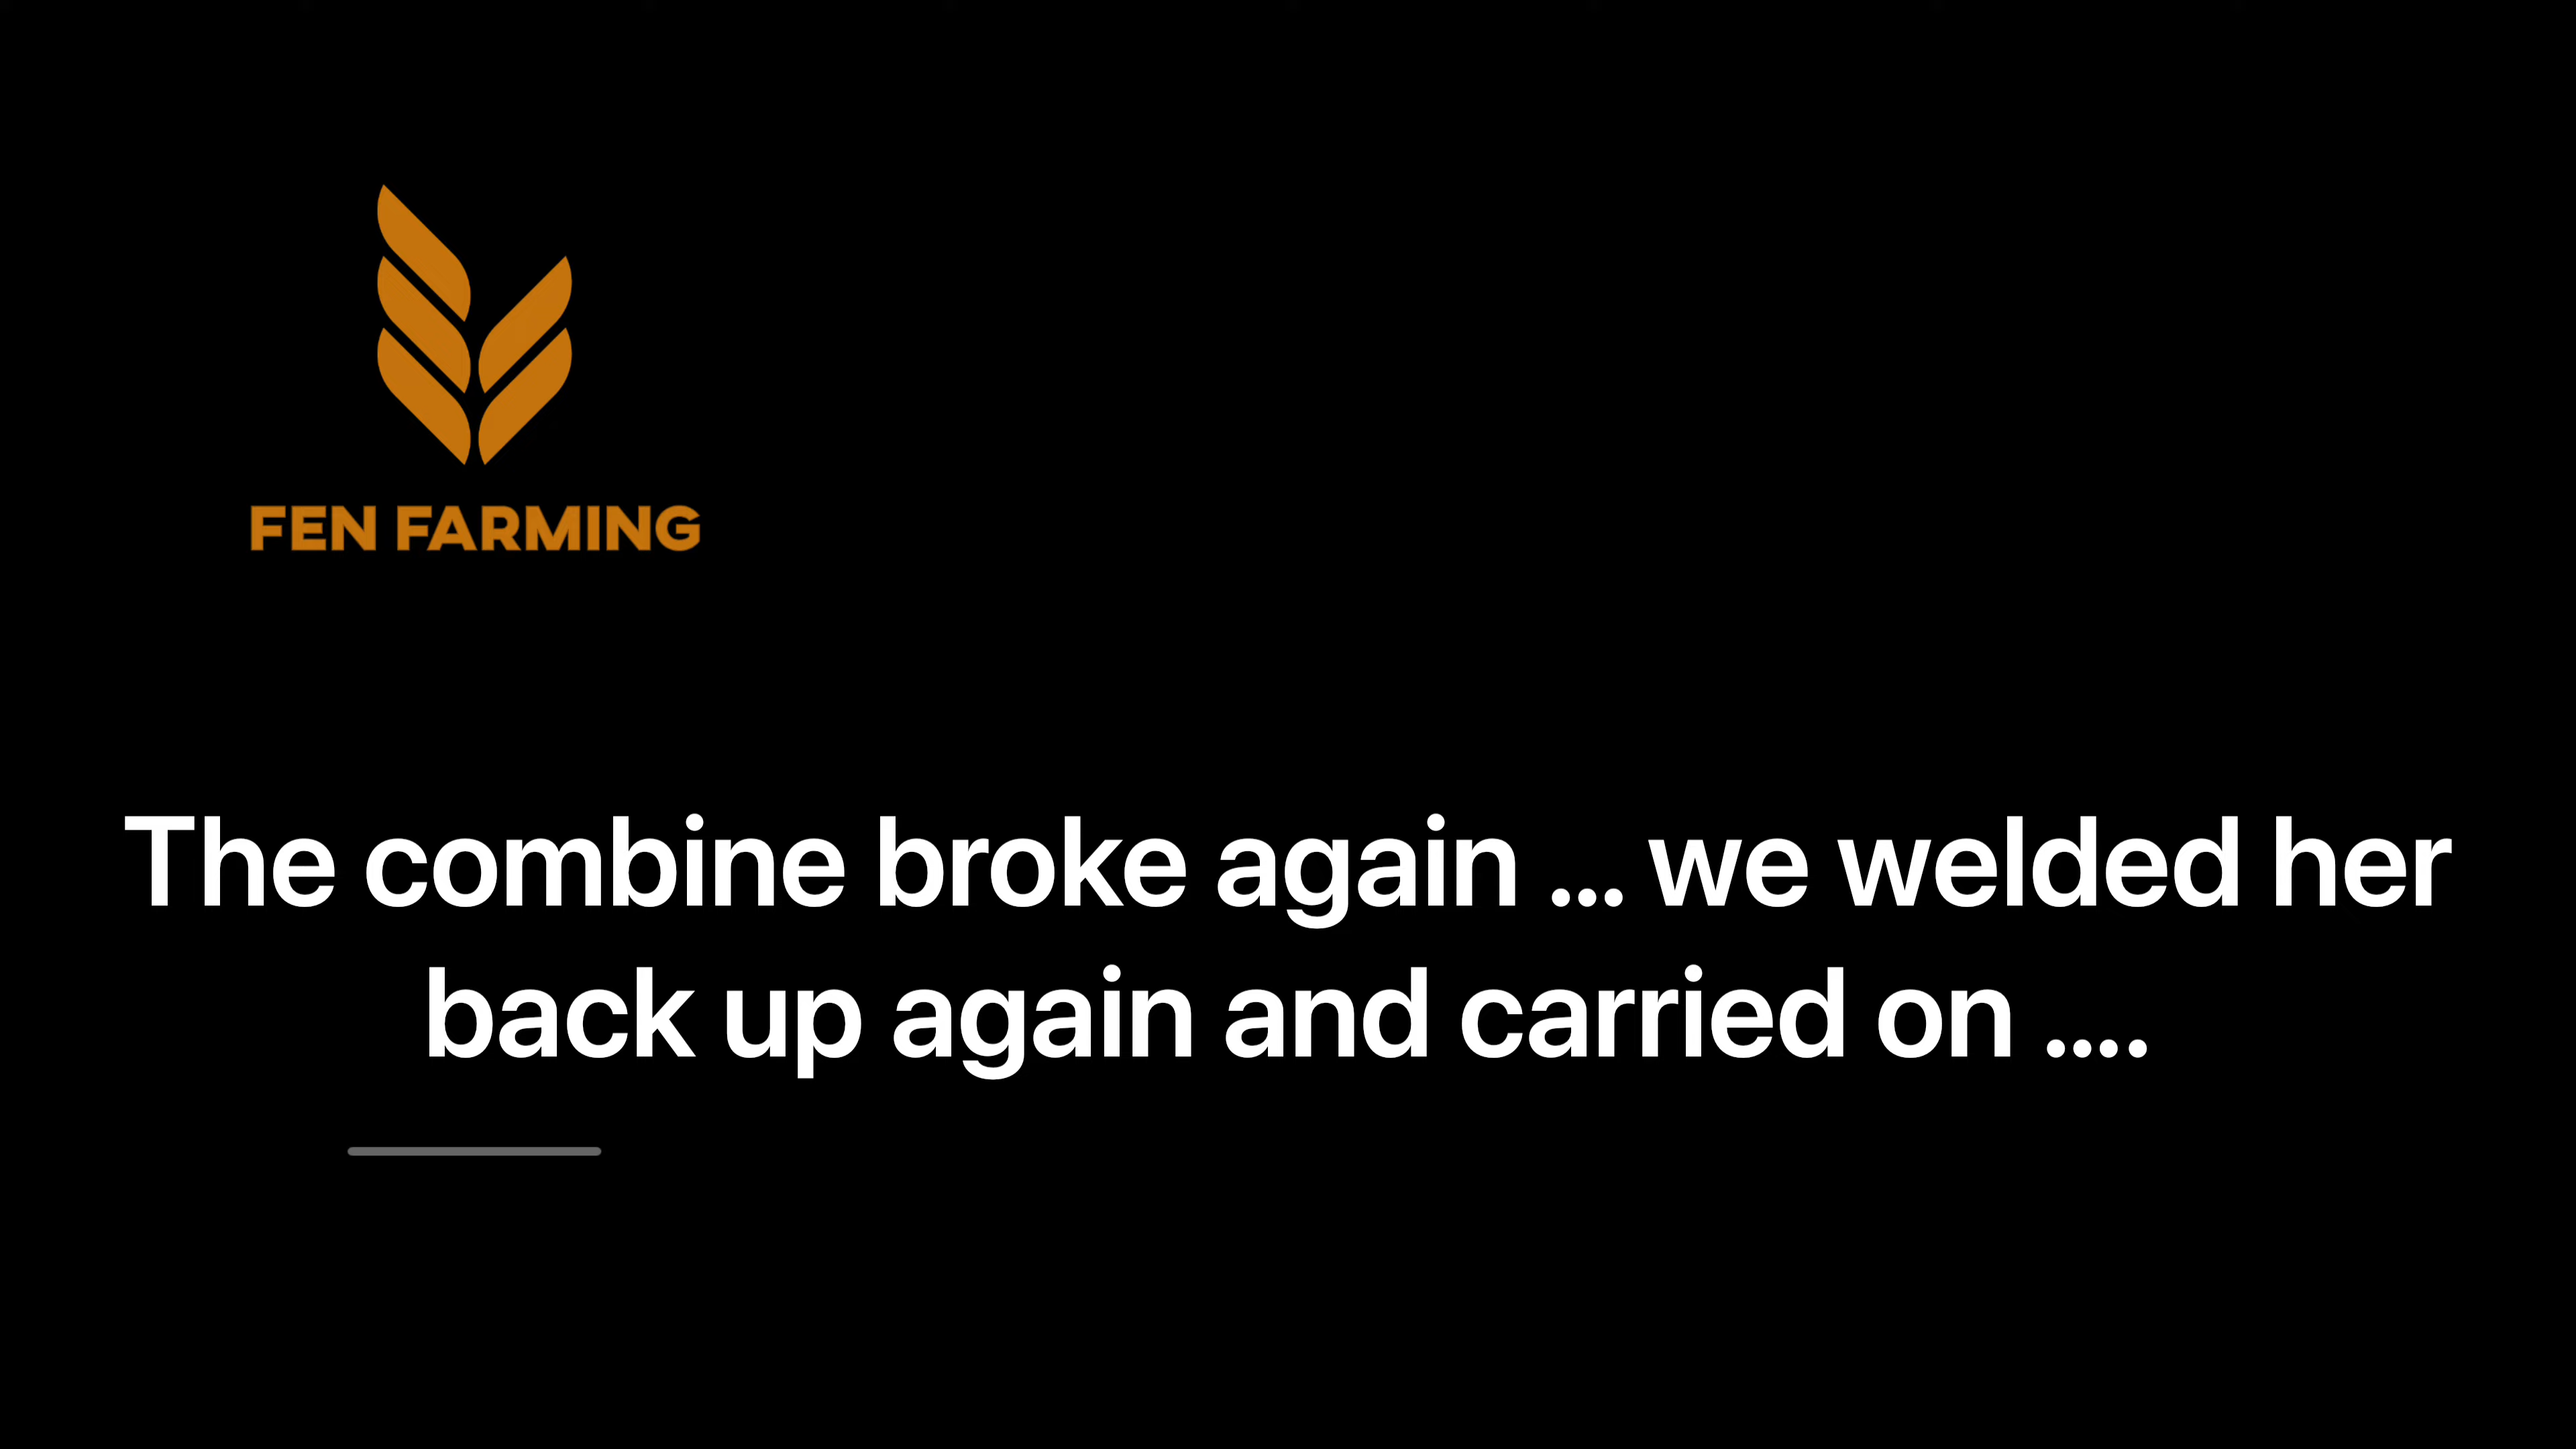 FEN FARMING
The combine broke again ... we welded her
back up again and carried on ....